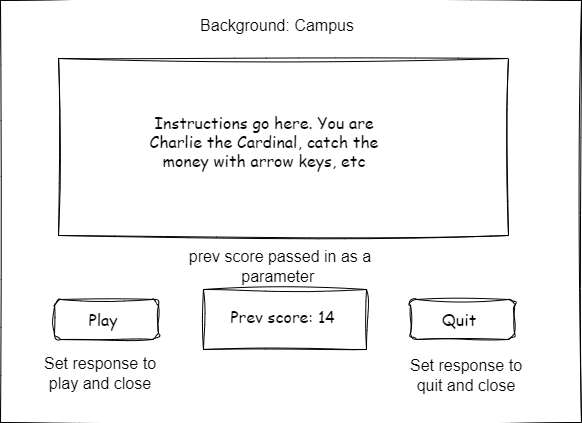 Background: Campus
Instructions go here. You are
Charlie the Cardinal, catch the
money with arrow keys, etc
prev score passed in as a
parameter
Play
Prev score: 14
Quit
Set response to
play and close
Set response to
quit and close